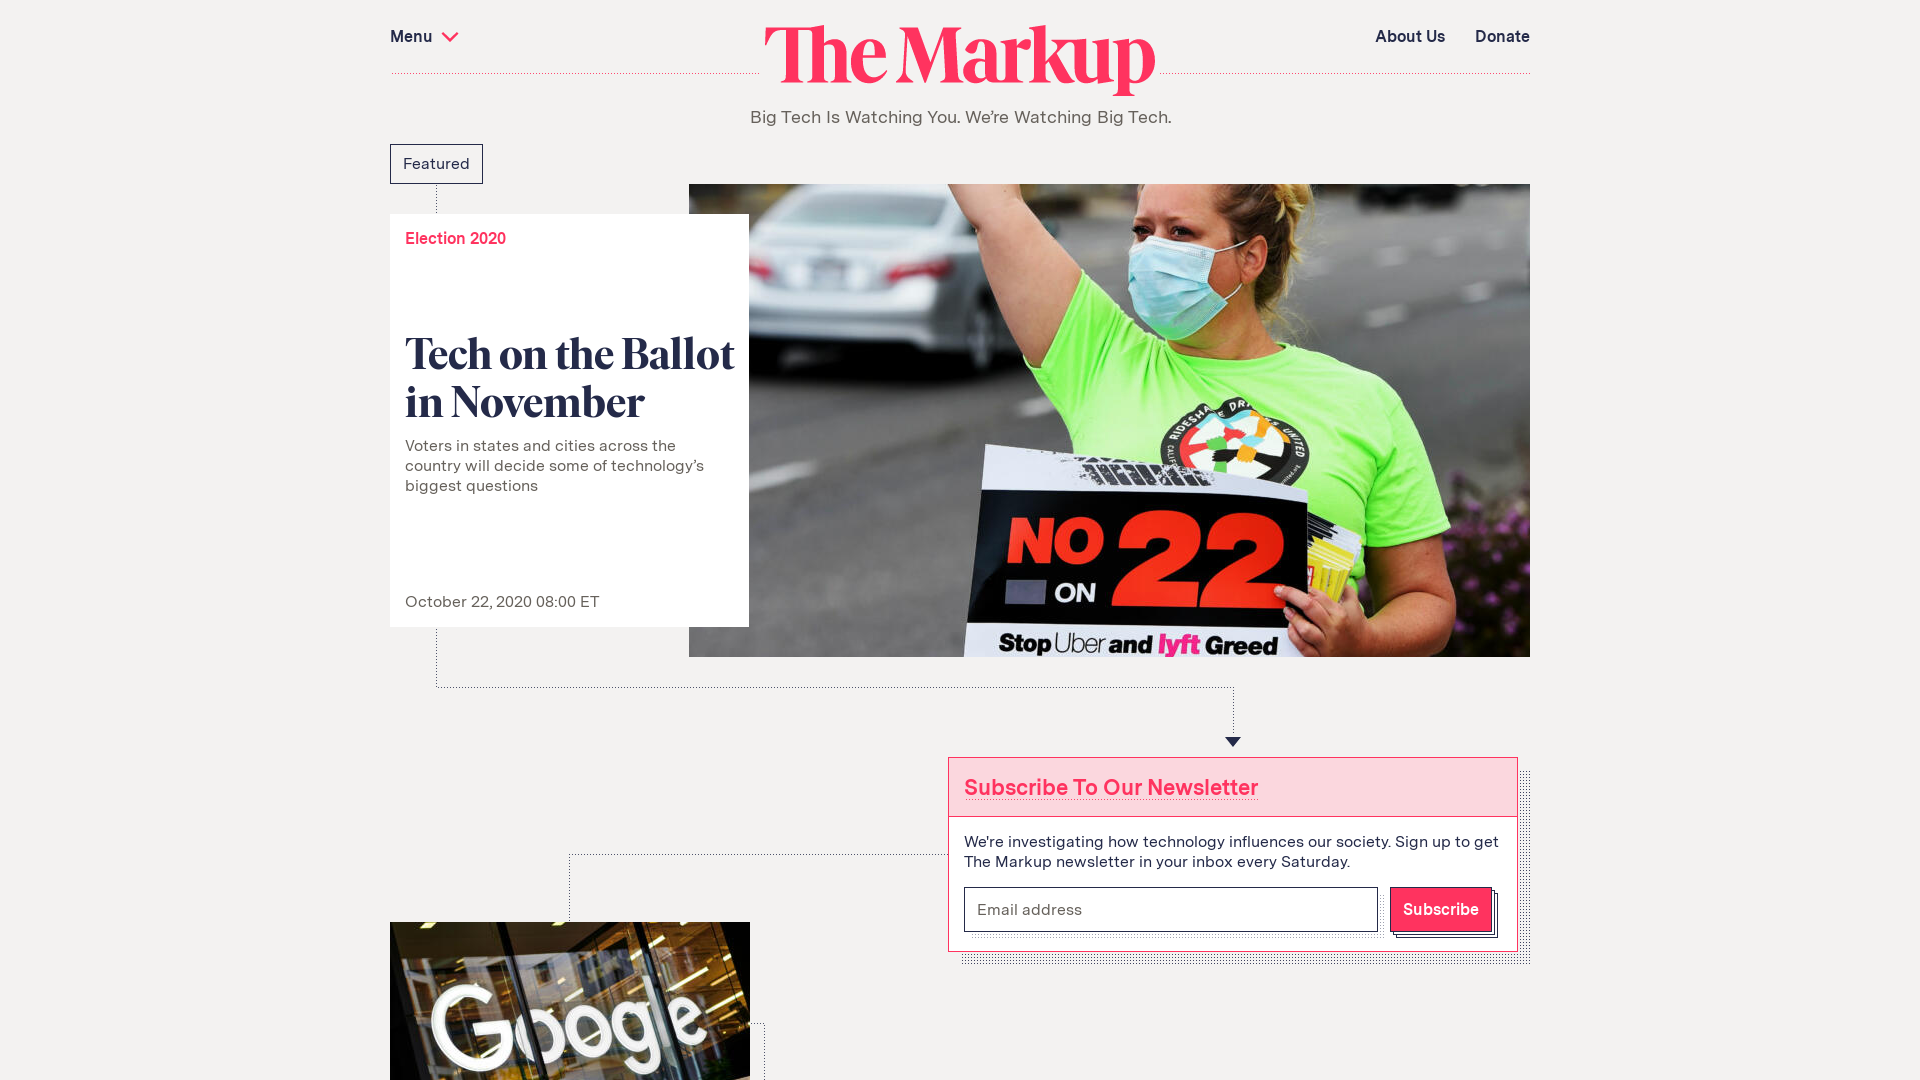 Menu
The Markup
About Us
Donate
Big Tech Is Watching You. We’re Watching Big Tech.
Featured
Election 2020
Tech on the Ballot
in November
Voters in states and cities across the
country will decide some of technology’s
biggest questions
October 22, 2020 08:00 ET
NO
ON
22
Stop Uber and lyft Greed
Subscribe To Our Newsletter
We're investigating how technology influences our society. Sign up to get
The Markup newsletter in your inbox every Saturday.
Email address
Subscribe
Google